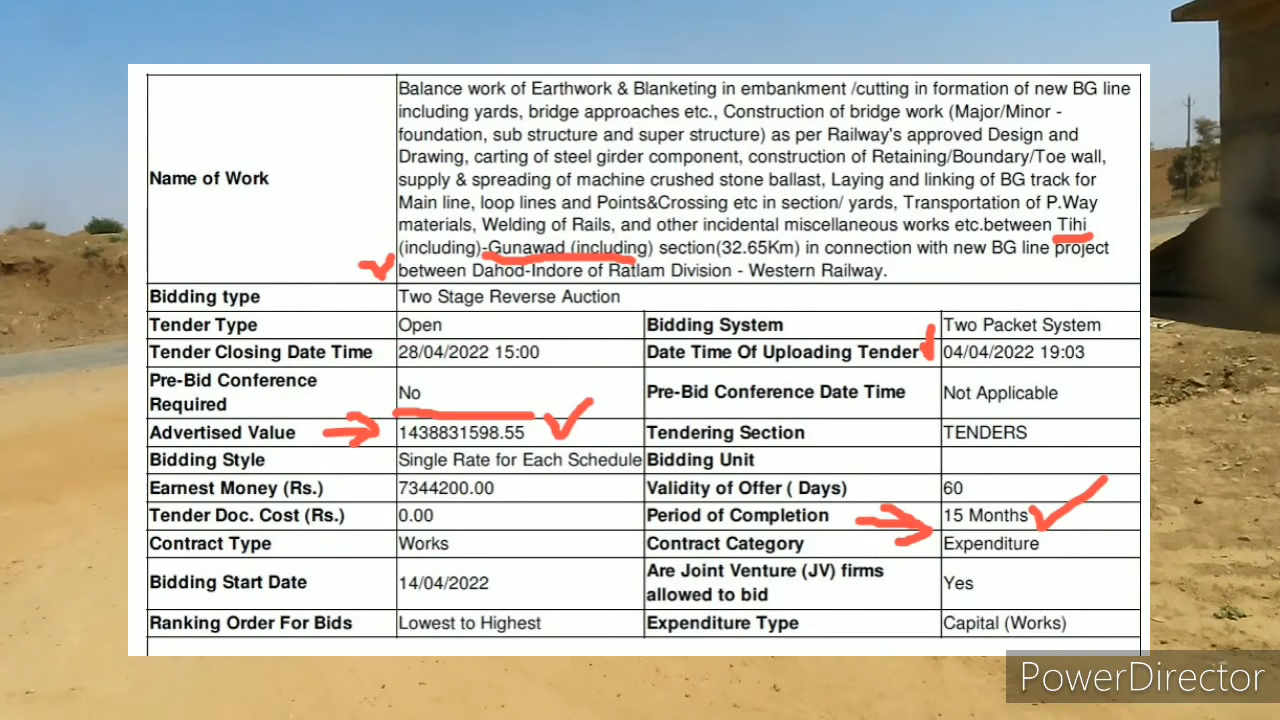 Balance work of Earthwork & Blanketing in embankment /cutting in formation of new BG line
including yards, bridge approaches etc., Construction of bridge work (Major/Minor -
foundation, sub structure and super structure) as per Railway's approved Design and
Drawing, carting of steel girder component, construction of Retaining/Boundary/Toe wall,
Name of Work
supply & spreading of machine crushed stone ballast, Laying and linking of BG track for
Main line, loop lines and Points&Crossing etc in section/ yards, Transportation of P.Way
materials, Welding of Rails, and other incidental miscellaneous works etc.between Tihi
(including)-Gunawad (including) section(32.65Km) in connection with new BG line project
between Dahod-Indore of Ratlam Division - Western Railway.
Bidding type Two Stage Reverse Auction
Tender Type Open Bidding System Two Packet System
Tender Closing Date Time 28/04/2022 15:00 Date Time Of Uploading Tender 04/04/2022 19:03
Pre-Bid Conference
Required No Pre-Bid Conference Date Time Not Applicable
Advertised Value 1438831598.55 Tendering Section TENDERS
Bidding Style Single Rate for Each Schedule Bidding Unit
Earnest Money (Rs.) 7344200.00 Validity of Offer ( Days) 60
Tender Doc. Cost (Rs.) 0.00 Period of Completion 15 Months
Contract Type Works Contract Category Expenditure
Bidding Start Date 14/04/2022 Are Joint Venture (JV) firms
allowed to bid Yes
Ranking Order For Bids Lowest to Highest Expenditure Type Capital (Works)
PowerDirector